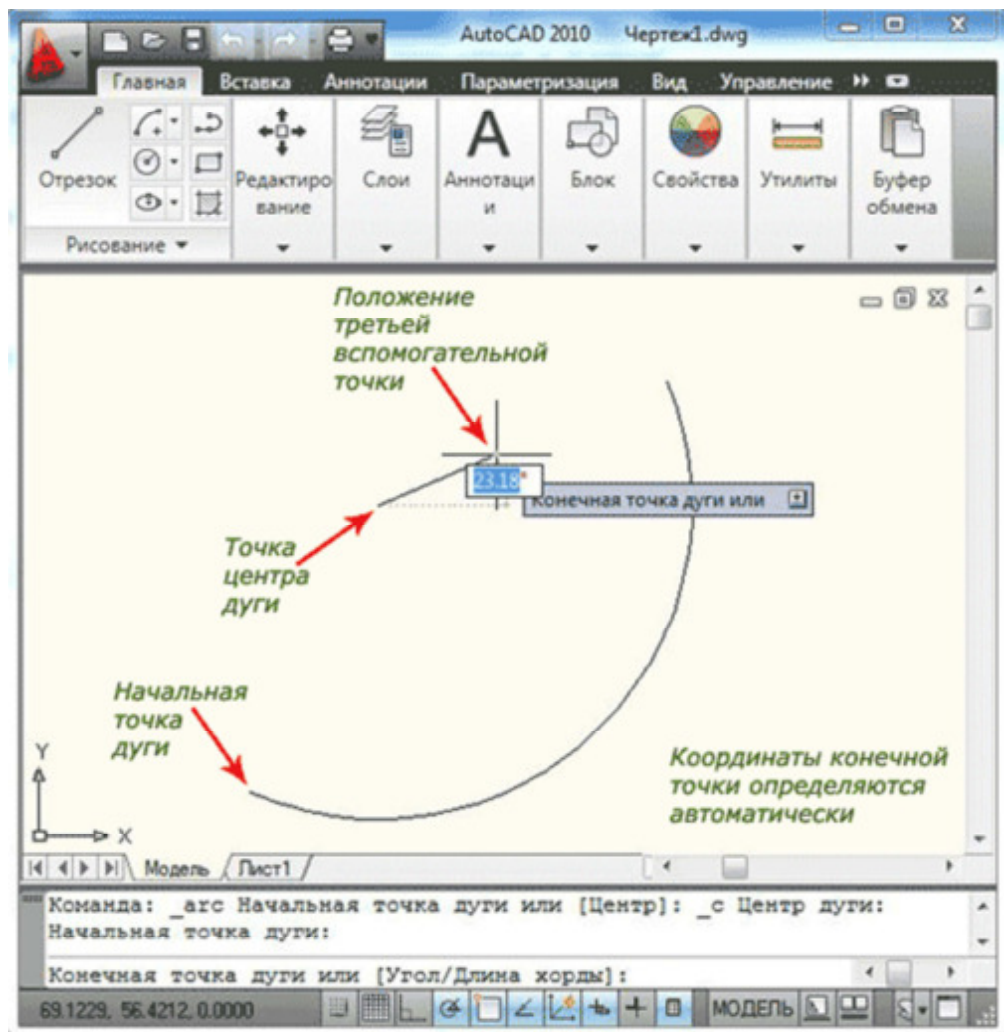 AutoCAD 2010 Чертеж1.dwg
Главная Вставка Аннотации Параметризация Вид Управление
Отрезок Редактиро Слои Аннотаци Блок Свойства Утилиты Буфер
вание и обмена
Рисование
Положение
третьей
вспомогательной
точки
23.18°
Конечная точка дуги или
Точка
центра
дуги
Начальная
точка
дуги
Y
X
Координаты конечной
точки определяются
автоматически
Модель Лист1
Команда: _arc Начальная точка дуги или [Центр]: _c Центр дуги:
Начальная точка дуги:
Конечная точка дуги или [Угол/Длина хорды]:
69.1229, 56.4212, 0.0000 МОДЕЛЬ